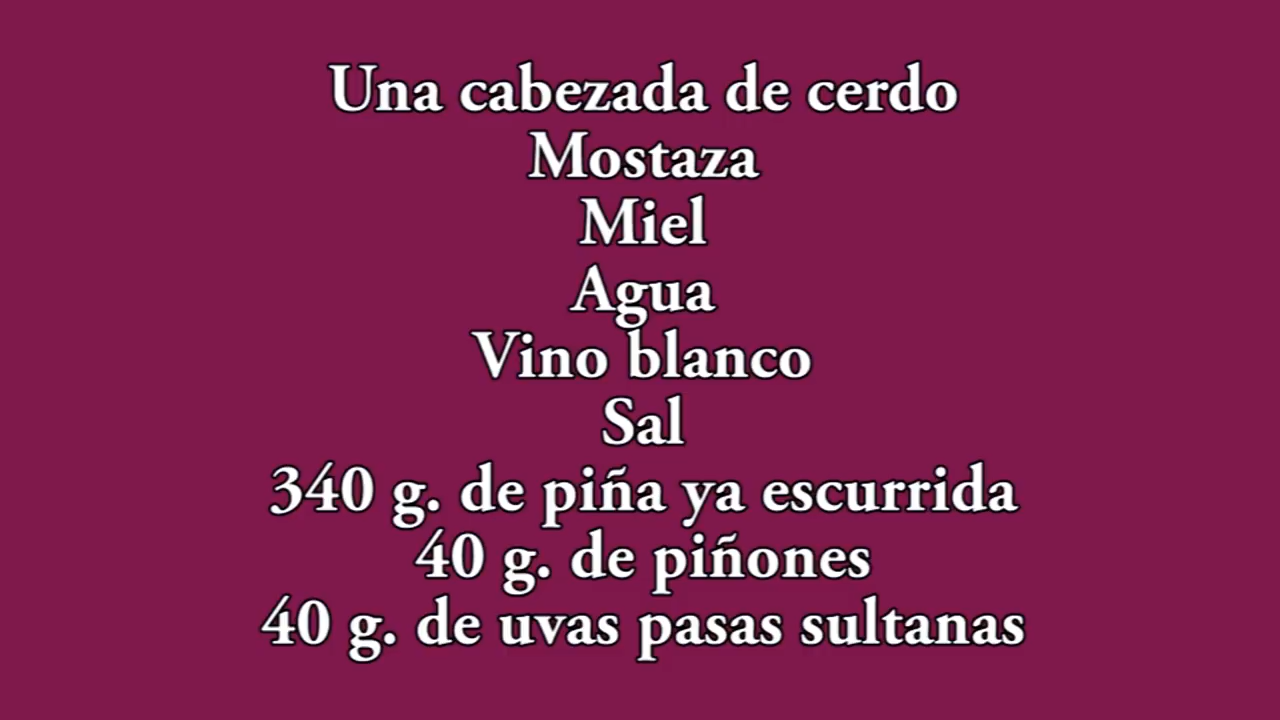 Una cabezada de cerdo
Mostaza
Miel
Agua
Vino blanco
Sal
340 g. de piña ya escurrida
40 g. de piñones
40 g. de uvas pasas sultanas